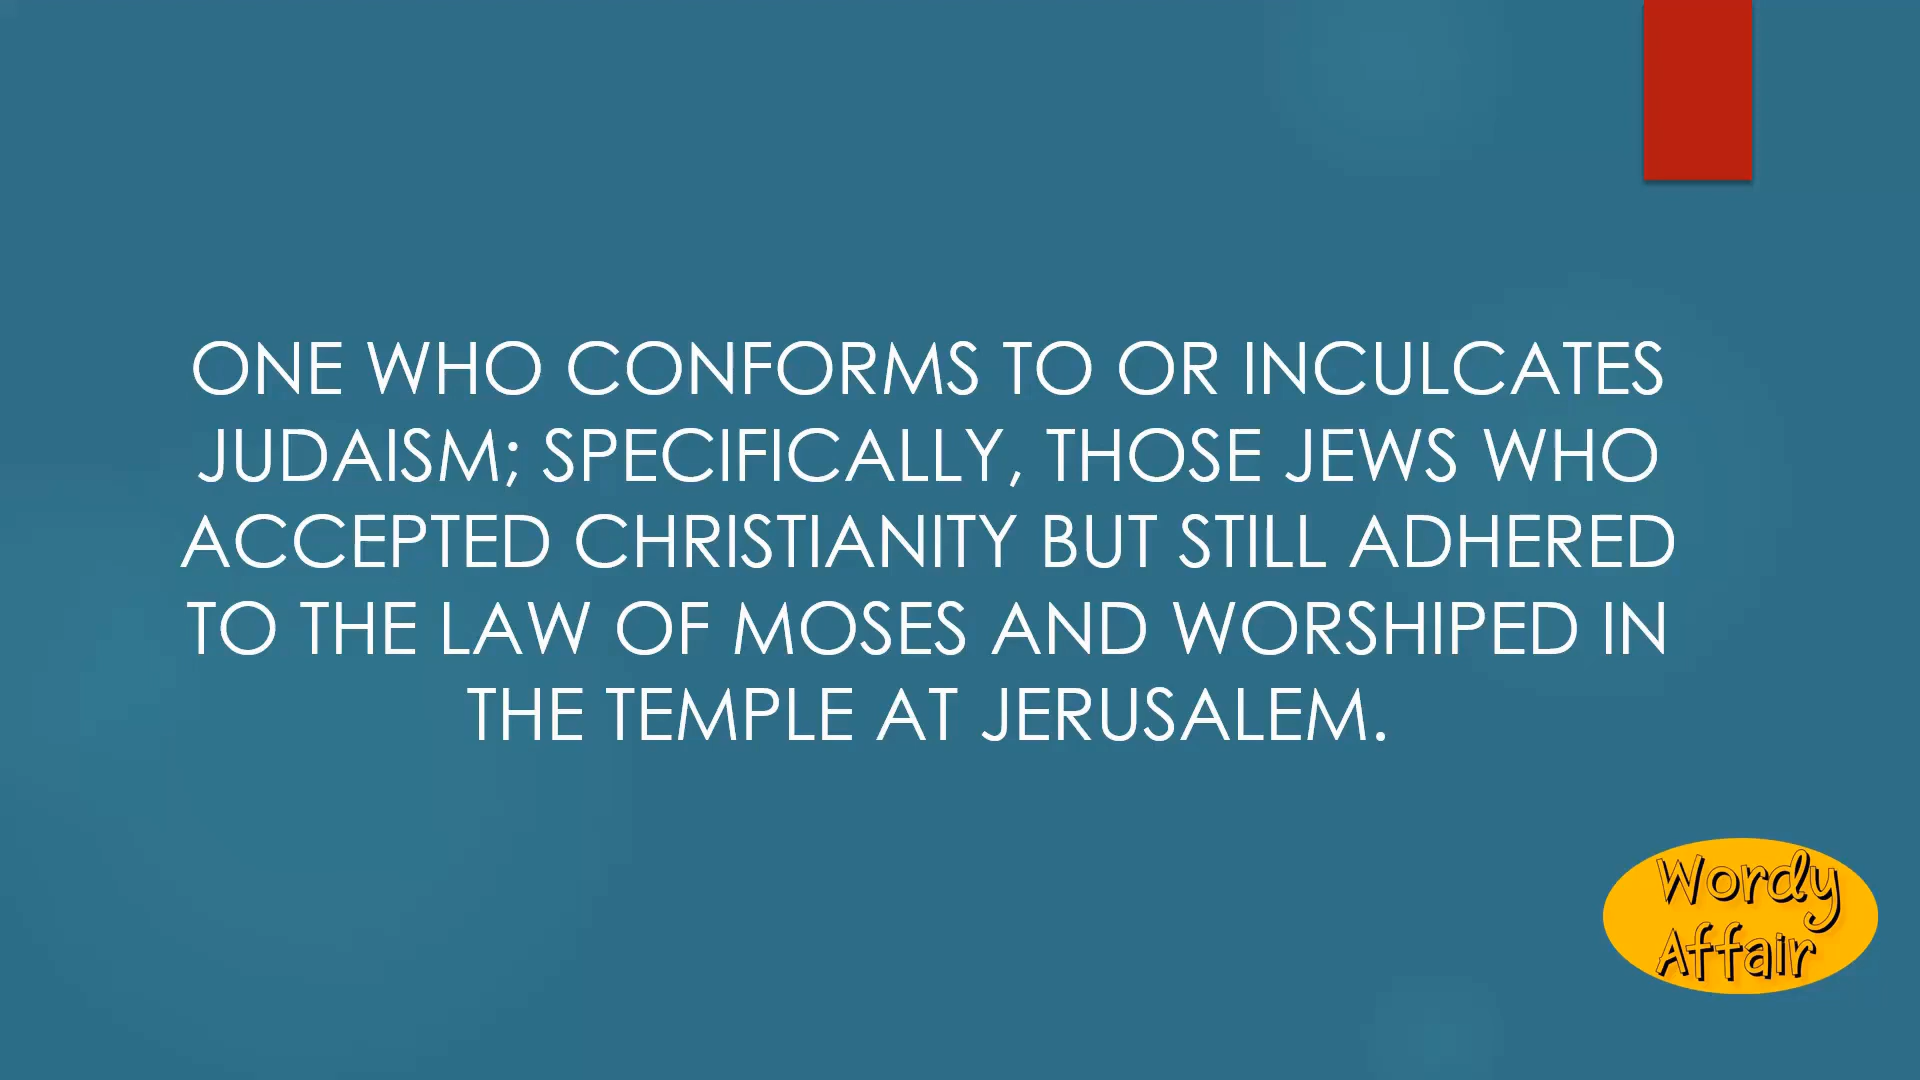 ONE WHO CONFORMS TO OR INCULCATES
JUDAISM; SPECIFICALLY, THOSE JEWS WHO
ACCEPTED CHRISTIANITY BUT STILL ADHERED
TO THE LAW OF MOSES AND WORSHIPED IN
THE TEMPLE AT JERUSALEM.
Wordy
Affair